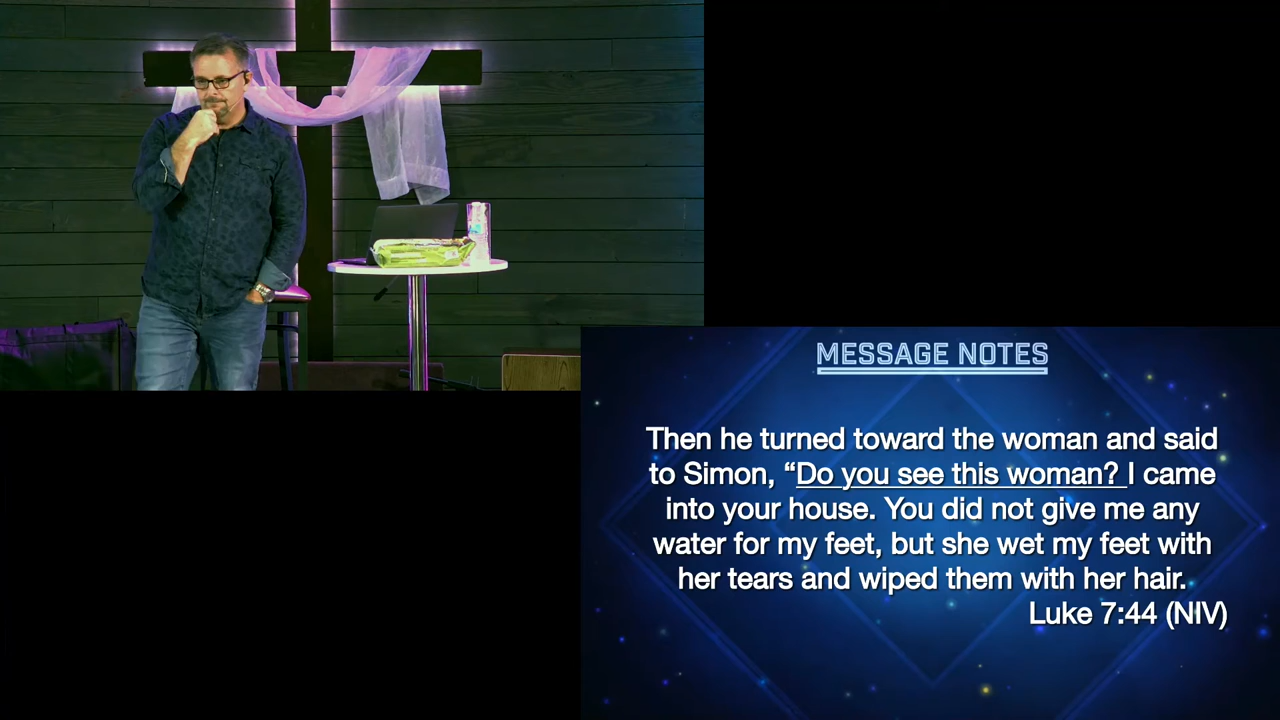 MESSAGE NOTES
Then he turned toward the woman and said
to Simon, “Do you see this woman? I came
into your house. You did not give me any
water for my feet, but she wet my feet with
her tears and wiped them with her hair.
Luke 7:44 (NIV)